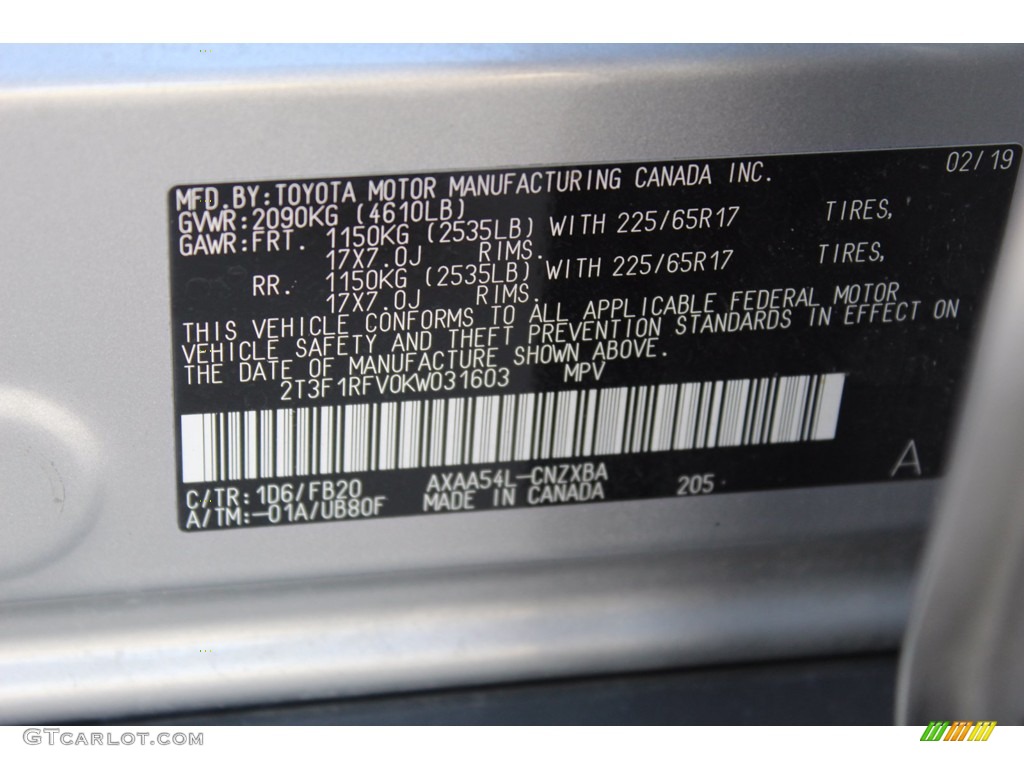 02/19
MFD.BY:TOYOTA MOTOR MANUFACTURING CANADA INC.
GVWR:2090KG (4610LB)
GAWR:FRT. 1150KG (2535LB) WITH 225/65R17 TIRES,
17X7.0J RIMS.
RR. 1150KG (2535LB) WITH 225/65R17 TIRES,
17X7.0J RIMS.
THIS VEHICLE CONFORMS TO ALL APPLICABLE FEDERAL MOTOR
VEHICLE SAFETY AND THEFT PREVENTION STANDARDS IN EFFECT ON
THE DATE OF MANUFACTURE SHOWN ABOVE.
2T3F1RFV0KW031603 MPV
C/TR:1D6/FB20 AXAA54L-CNZXBA 205 A
A/TM:-01A/UB80F MADE IN CANADA
GTCarlot.com